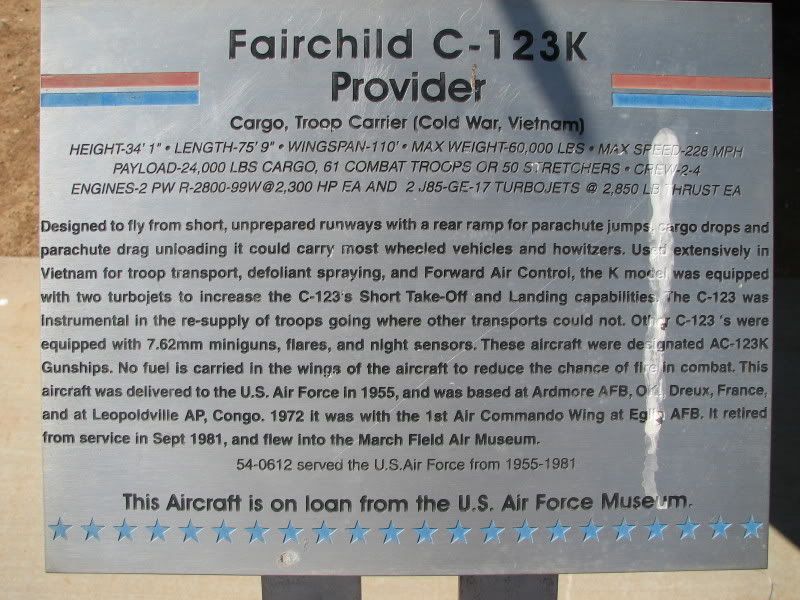 Fairchild C-123K
Provider
Cargo, Troop Carrier (Cold War, Vietnam)
HEIGHT-34' 1" • LENGTH-75' 9" • WINGSPAN-110' • MAX WEIGHT-60,000 LBS • MAX SPEED-228 MPH
PAYLOAD-24,000 LBS CARGO, 61 COMBAT TROOPS OR 50 STRETCHERS • CREW-2-4
ENGINES-2 PW R-2800-99W@2,300 HP EA AND 2 J85-GE-17 TURBOJETS @ 2,850 LB THRUST EA
Designed to fly from short, unprepared runways with a rear ramp for parachute jumps, cargo drops and
parachute drag unloading it could carry most wheeled vehicles and howitzers. Used extensively in
Vietnam for troop transport, defoliant spraying, and Forward Air Control, the K model was equipped
with two turbojets to increase the C-123's Short Take-Off and Landing capabilities. The C-123 was
instrumental in the re-supply of troops going where other transports could not. Other C-123 's were
equipped with 7.62mm miniguns, flares, and night sensors. These aircraft were designated AC-123K
Gunships. No fuel is carried in the wings of the aircraft to reduce the chance of fire in combat. This
aircraft was delivered to the U.S. Air Force in 1955, and was based at Ardmore AFB, OK, Dreux, France,
and at Leopoldville AP, Congo. 1972 it was with the 1st Air Commando Wing at Eglin AFB. It retired
from service in Sept 1981, and flew into the March Field Air Museum.
54-0612 served the U.S.Air Force from 1955-1981
This Aircraft is on loan from the U.S. Air Force Museum.